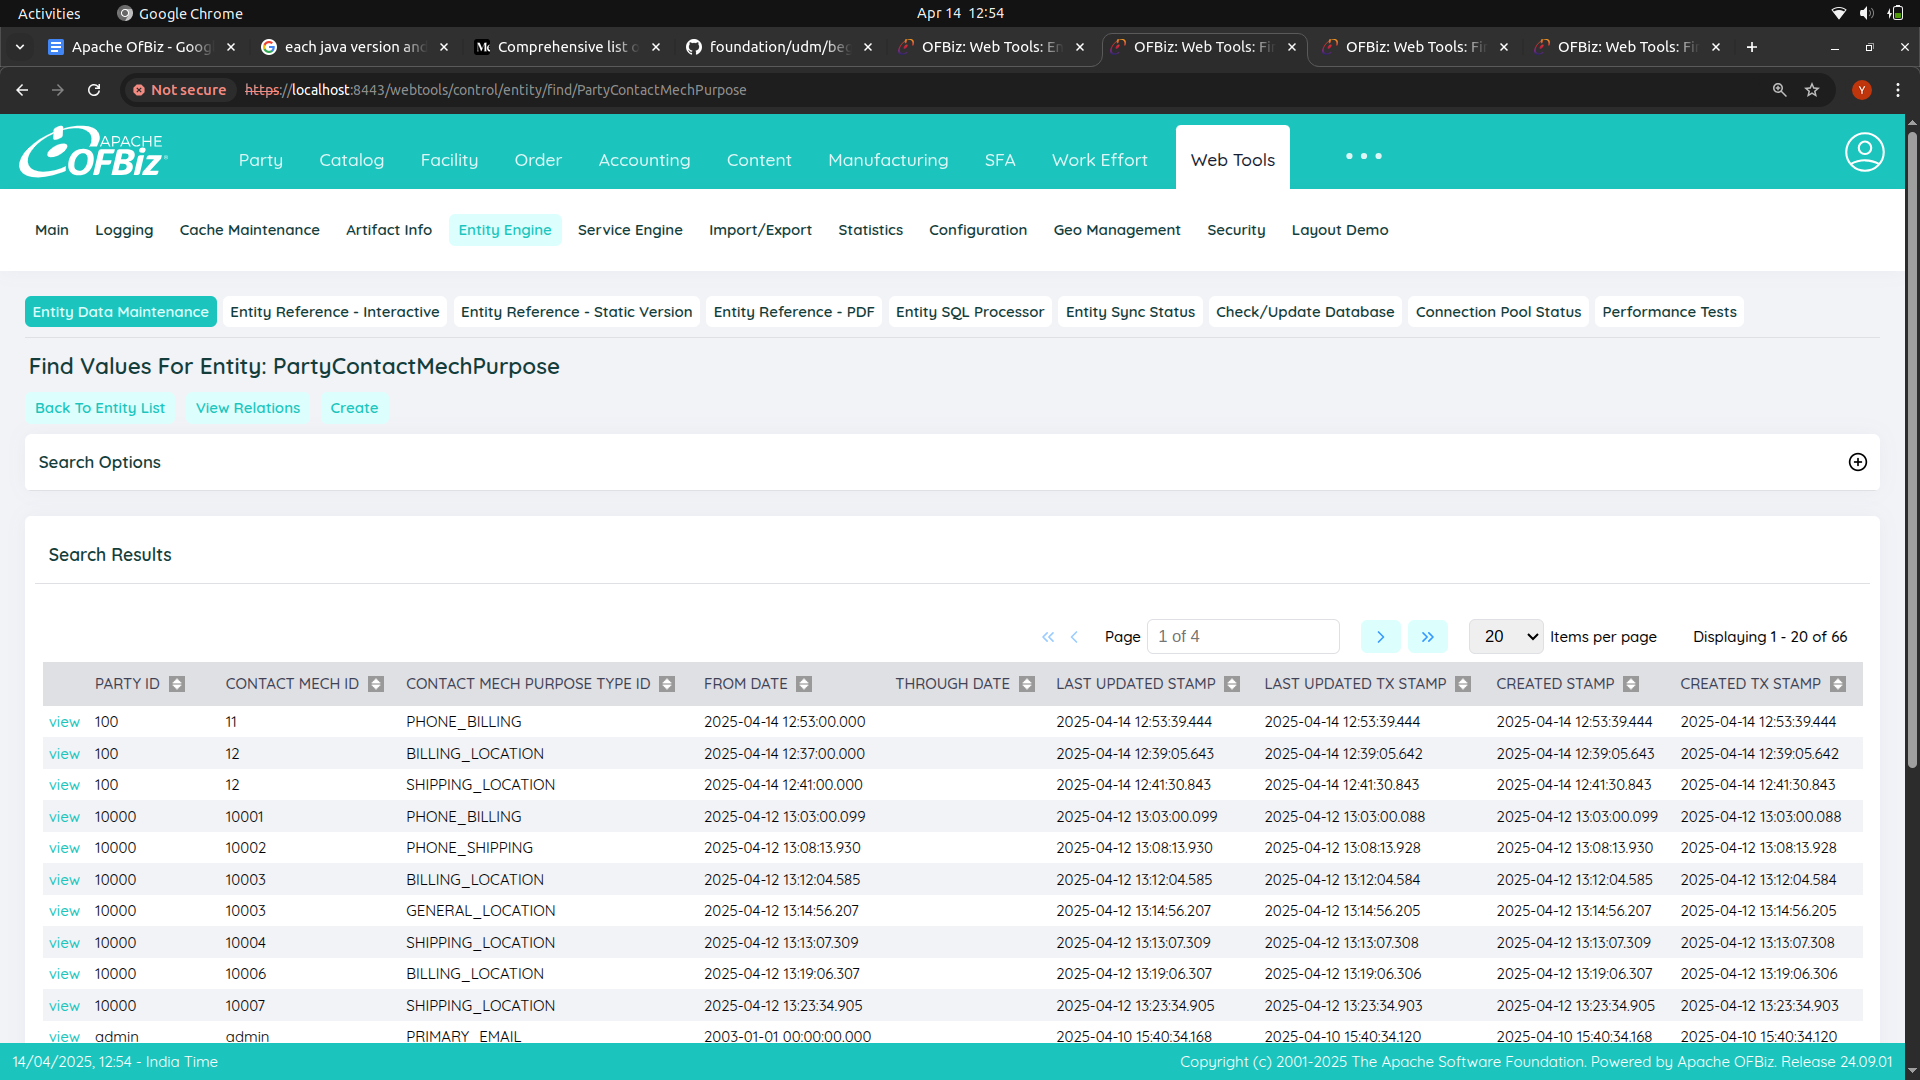 Activities Google Chrome Apr 14 12:54
Apache OfBiz - Goog each java version and Comprehensive list o foundation/udm/beg OFBiz: Web Tools: En OFBiz: Web Tools: Fi OFBiz: Web Tools: Fi OFBiz: Web Tools: Fi
Not secure https://localhost:8443/webtools/control/entity/find/PartyContactMechPurpose Y
APACHE OFBiz Party Catalog Facility Order Accounting Content Manufacturing SFA Work Effort Web Tools
Main Logging Cache Maintenance Artifact Info Entity Engine Service Engine Import/Export Statistics Configuration Geo Management Security Layout Demo
Entity Data Maintenance Entity Reference - Interactive Entity Reference - Static Version Entity Reference - PDF Entity SQL Processor Entity Sync Status Check/Update Database Connection Pool Status Performance Tests
Find Values For Entity: PartyContactMechPurpose
Back To Entity List View Relations Create
Search Options
Search Results
« ‹ Page 1 of 4 › » 20 Items per page Displaying 1 - 20 of 66
PARTY ID CONTACT MECH ID CONTACT MECH PURPOSE TYPE ID FROM DATE THROUGH DATE LAST UPDATED STAMP LAST UPDATED TX STAMP CREATED STAMP CREATED TX STAMP
view 100 11 PHONE_BILLING 2025-04-14 12:53:00.000 2025-04-14 12:53:39.444 2025-04-14 12:53:39.444 2025-04-14 12:53:39.444 2025-04-14 12:53:39.444
view 100 12 BILLING_LOCATION 2025-04-14 12:37:00.000 2025-04-14 12:39:05.643 2025-04-14 12:39:05.642 2025-04-14 12:39:05.643 2025-04-14 12:39:05.642
view 100 12 SHIPPING_LOCATION 2025-04-14 12:41:00.000 2025-04-14 12:41:30.843 2025-04-14 12:41:30.843 2025-04-14 12:41:30.843 2025-04-14 12:41:30.843
view 10000 10001 PHONE_BILLING 2025-04-12 13:03:00.099 2025-04-12 13:03:00.099 2025-04-12 13:03:00.088 2025-04-12 13:03:00.099 2025-04-12 13:03:00.088
view 10000 10002 PHONE_SHIPPING 2025-04-12 13:08:13.930 2025-04-12 13:08:13.930 2025-04-12 13:08:13.928 2025-04-12 13:08:13.930 2025-04-12 13:08:13.928
view 10000 10003 BILLING_LOCATION 2025-04-12 13:12:04.585 2025-04-12 13:12:04.585 2025-04-12 13:12:04.584 2025-04-12 13:12:04.585 2025-04-12 13:12:04.584
view 10000 10003 GENERAL_LOCATION 2025-04-12 13:14:56.207 2025-04-12 13:14:56.207 2025-04-12 13:14:56.205 2025-04-12 13:14:56.207 2025-04-12 13:14:56.205
view 10000 10004 SHIPPING_LOCATION 2025-04-12 13:13:07.309 2025-04-12 13:13:07.309 2025-04-12 13:13:07.308 2025-04-12 13:13:07.309 2025-04-12 13:13:07.308
view 10000 10006 BILLING_LOCATION 2025-04-12 13:19:06.307 2025-04-12 13:19:06.307 2025-04-12 13:19:06.306 2025-04-12 13:19:06.307 2025-04-12 13:19:06.306
view 10000 10007 SHIPPING_LOCATION 2025-04-12 13:23:34.905 2025-04-12 13:23:34.905 2025-04-12 13:23:34.903 2025-04-12 13:23:34.905 2025-04-12 13:23:34.903
view admin admin PRIMARY_EMAIL 2003-01-01 00:00:00.000 2025-04-10 15:40:34.168 2025-04-10 15:40:34.120 2025-04-10 15:40:34.168 2025-04-10 15:40:34.120
14/04/2025, 12:54 - India Time Copyright (c) 2001-2025 The Apache Software Foundation. Powered by Apache OFBiz. Release 24.09.01